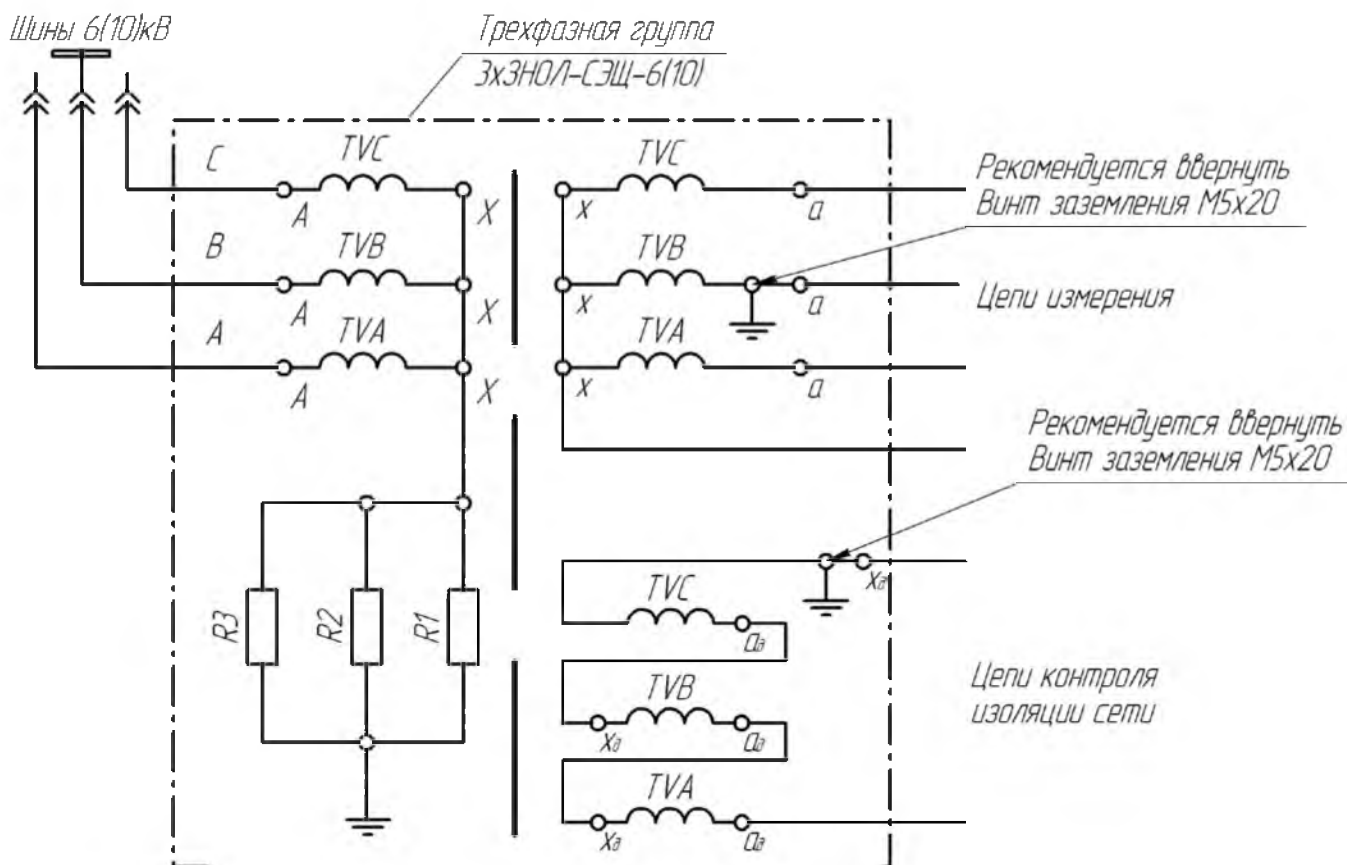 Шины 6(10)кВ
Трехфазная группа
3х3НОЛ-СЭЩ-6(10)
C
TVC
A
X
B
TVB
A
X
A
TVA
A
X
TVC
x
a
TVB
x
a
TVA
x
a
Рекомендуется ввернуть
Винт заземления М5х20
Цепи измерения
Рекомендуется ввернуть
Винт заземления М5х20
R3
R2
R1
xд
TVC
aд
TVB
xд
aд
TVA
xд
aд
Цепи контроля
изоляции сети